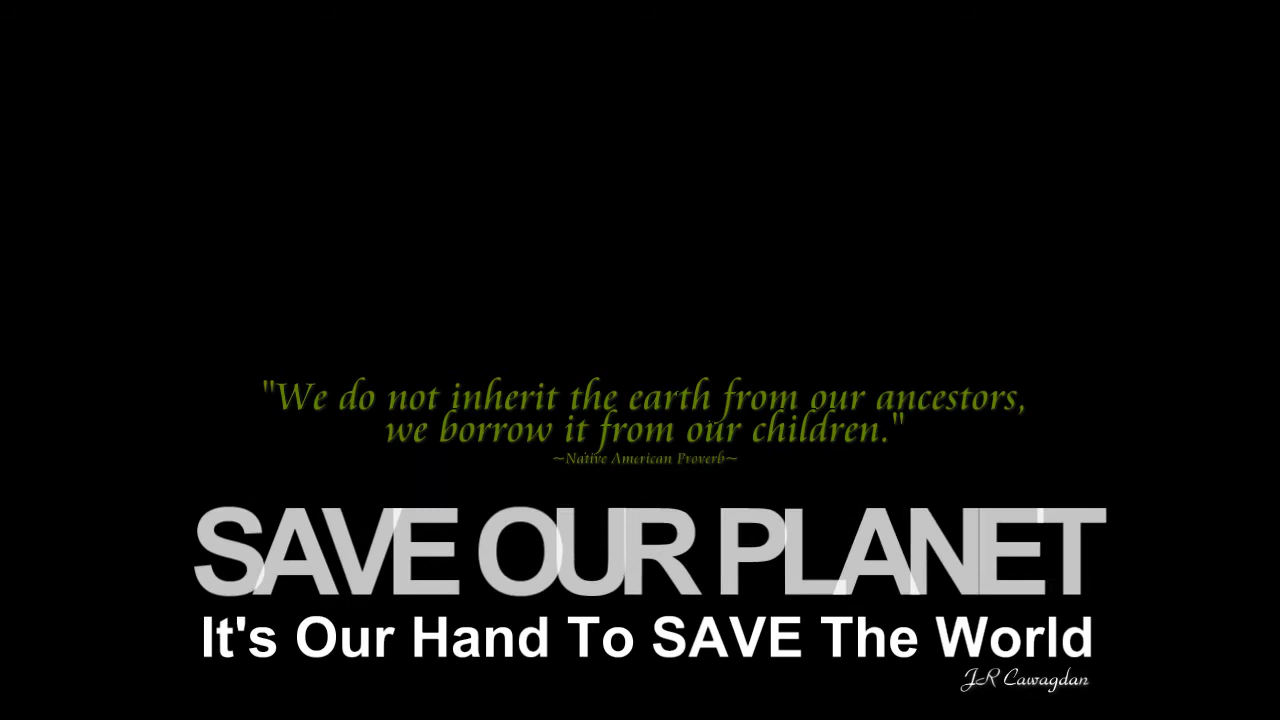 "We do not inherit the earth from our ancestors,
we borrow it from our children."
~Native American Proverb~
SAVE OUR PLANET
It's Our Hand To SAVE The World
J-R Cawagdan